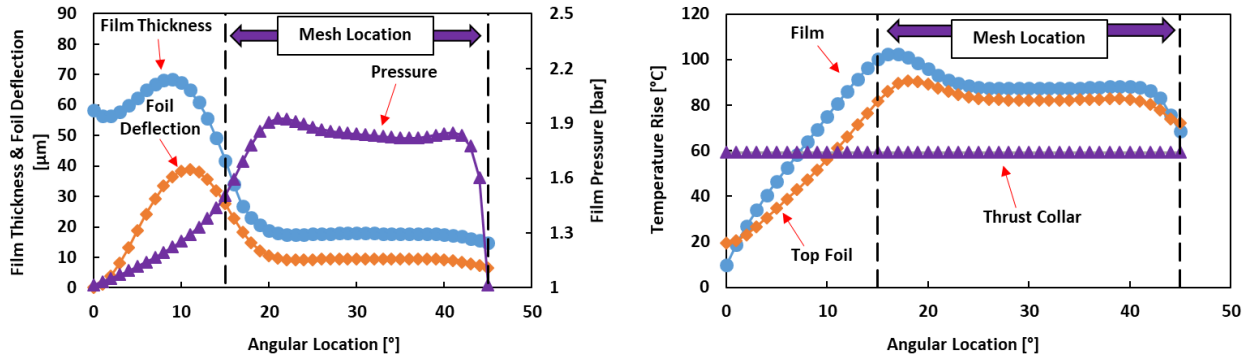 Film Thickness
Mesh Location
Pressure
Foil
Deflection
Film Thickness & Foil Deflection
[µm]
90
80
70
60
50
40
30
20
10
0
0
10
20
30
40
50
Angular Location [°]
2.5
2.2
1.9
1.6
1.3
1
Film Pressure [bar]
Film
Mesh Location
Thrust Collar
Top Foil
Temperature Rise [°C]
120
100
80
60
40
20
0
0
10
20
30
40
50
Angular Location [°]